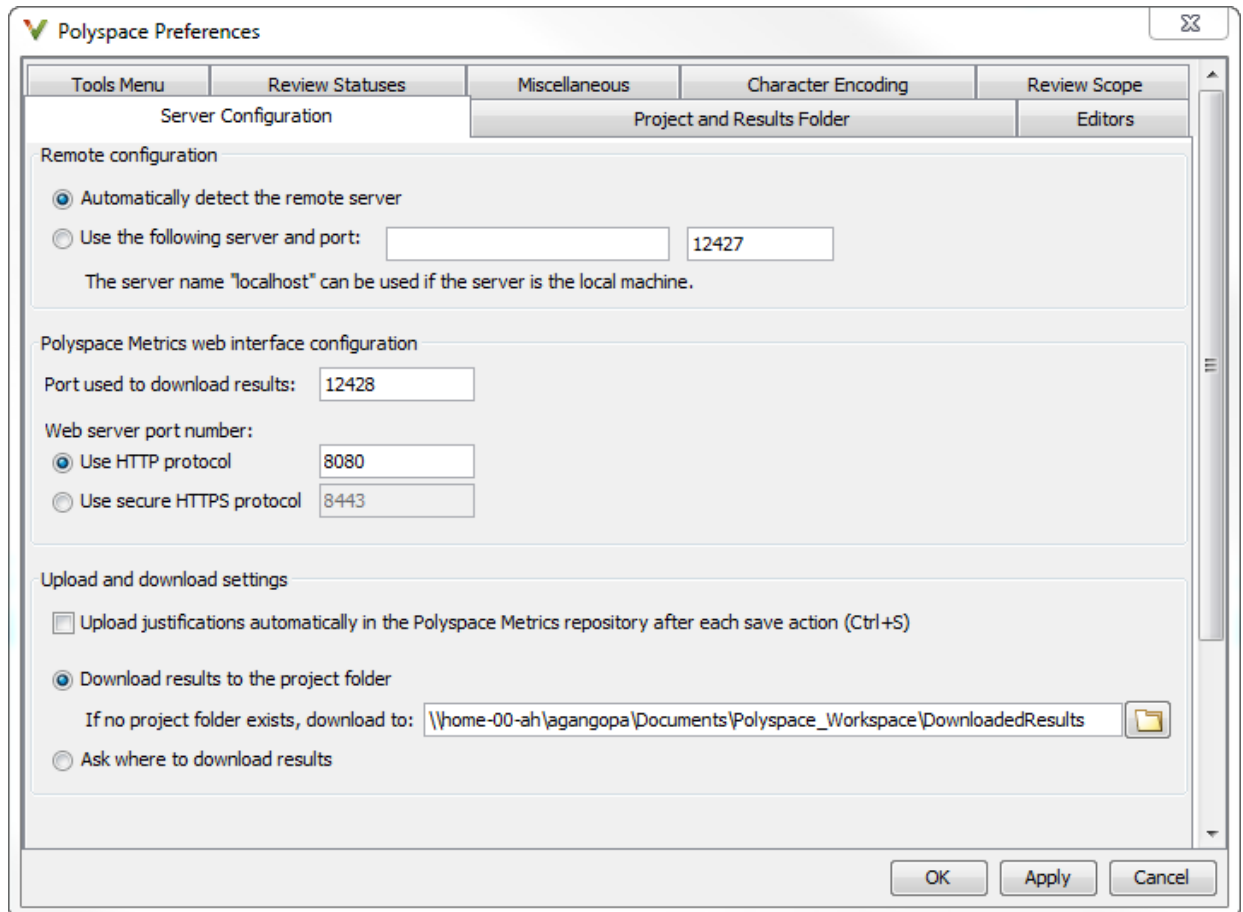 Polyspace Preferences
Tools Menu Review Statuses Miscellaneous Character Encoding Review Scope
Server Configuration Project and Results Folder Editors
Remote configuration
Automatically detect the remote server
Use the following server and port: 12427
The server name "localhost" can be used if the server is the local machine.
Polyspace Metrics web interface configuration
Port used to download results: 12428
Web server port number:
Use HTTP protocol 8080
Use secure HTTPS protocol 8443
Upload and download settings
Upload justifications automatically in the Polyspace Metrics repository after each save action (Ctrl+S)
Download results to the project folder
If no project folder exists, download to: \\home-00-ah\agangopa\Documents\Polyspace_Workspace\DownloadedResults
Ask where to download results
OK Apply Cancel